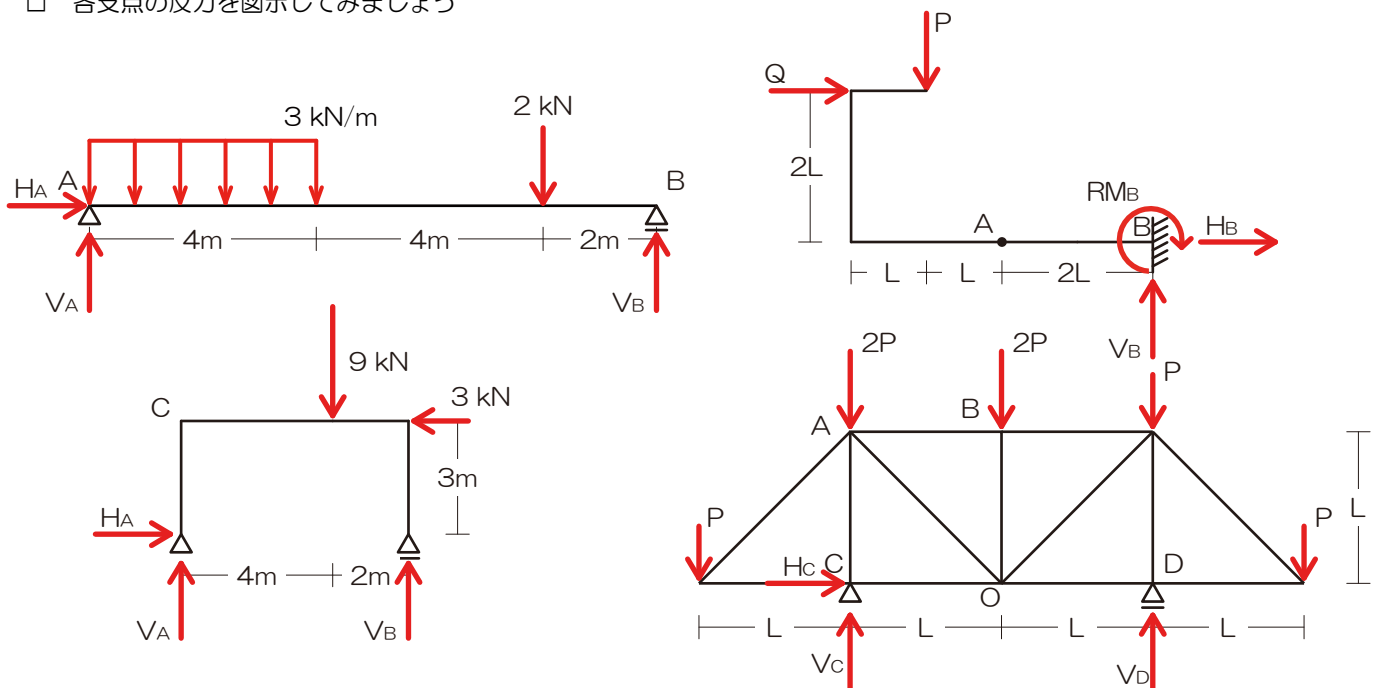 □ 各支点の反力を図示してみましょう
3 kN/m
2 kN
HA A
B
4m 4m 2m
VA
VB
P
Q
2L
RMB
A
B
HB
L L 2L
VB
9 kN
3 kN
C
3m
HA
4m 2m
VA
VB
2P 2P P
A
B
L
P
P
HC C
D
O
L L L L
VC
VD